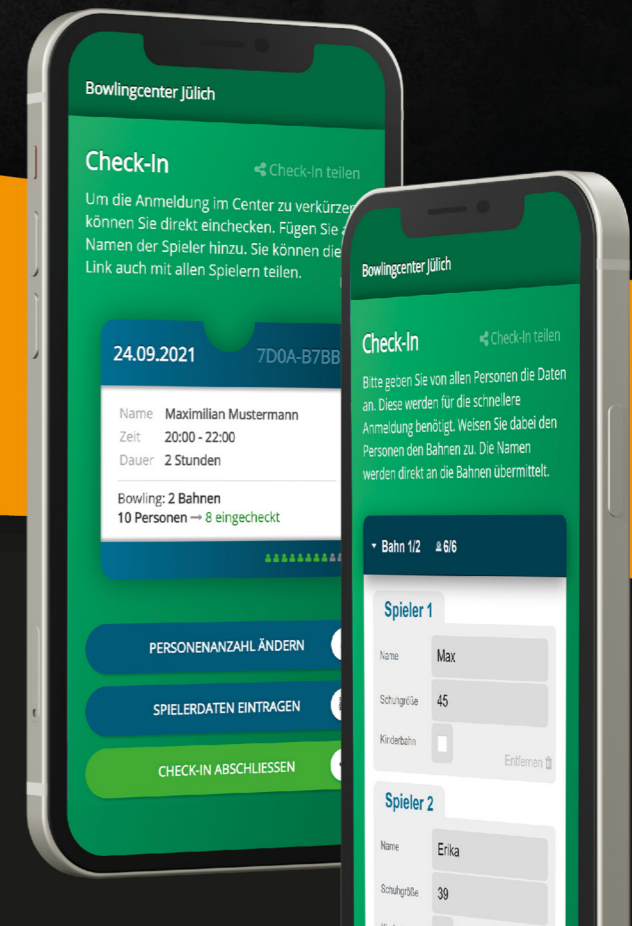 Bowlingcenter Jülich
Check-In
Check-In teilen
Um die Anmeldung im Center zu verkürzen
können Sie direkt einchecken. Fügen Sie
Namen der Spieler hinzu. Sie können
Link auch mit allen Spielern teilen.
24.09.2021
7D0A-B7BB
Name Maximilian Mustermann
Zeit 20:00 - 22:00
Dauer 2 Stunden
Bowling: 2 Bahnen
10 Personen → 8 eingecheckt
PERSONENANZAHL ÄNDERN
SPIELERDATEN EINTRAGEN
CHECK-IN ABSCHLIESSEN
Bowlingcenter Jülich
Check-In
Check-In teilen
Bitte geben Sie von allen Personen die Daten
an. Diese werden für die schnellere
Anmeldung benötigt. Weisen Sie dabei den
Personen den Bahnen zu. Die Namen
werden direkt an die Bahnen übermittelt.
Bahn 1/2 6/6
Spieler 1
Name Max
Schuhgröße 45
Kinderbahn
Entfernen
Spieler 2
Name Erika
Schuhgröße 39